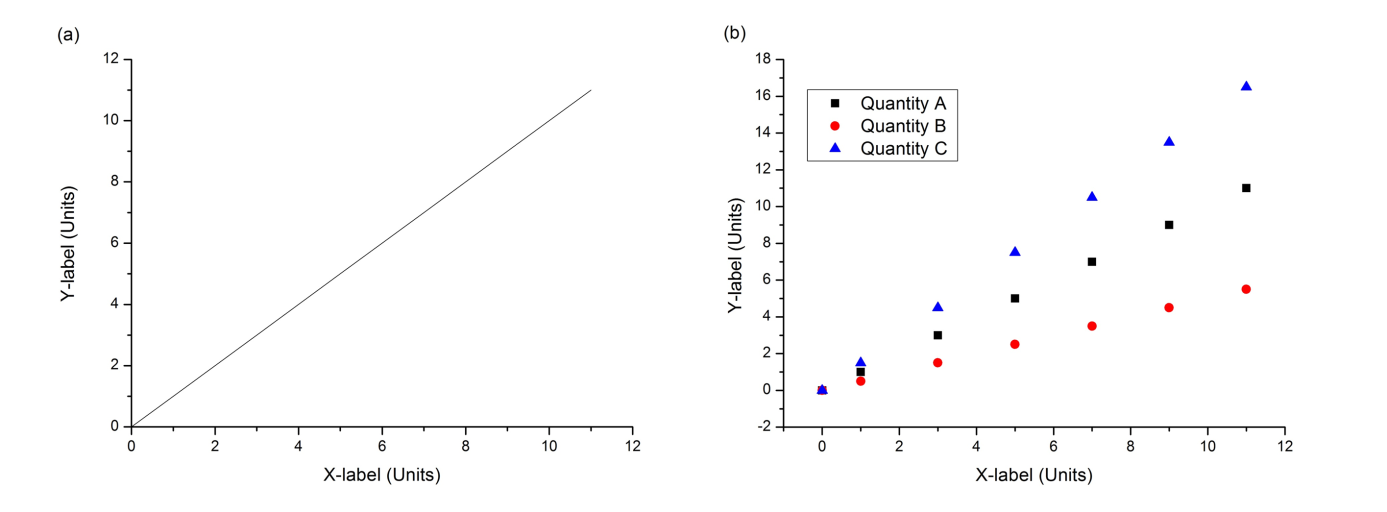 (a)
12
10
8
6
4
2
0
Y-label (Units)
0 2 4 6 8 10 12
X-label (Units)
(b)
18
16
14
12
10
8
6
4
2
0
-2
Y-label (Units)
Quantity A
Quantity B
Quantity C
0 2 4 6 8 10 12
X-label (Units)